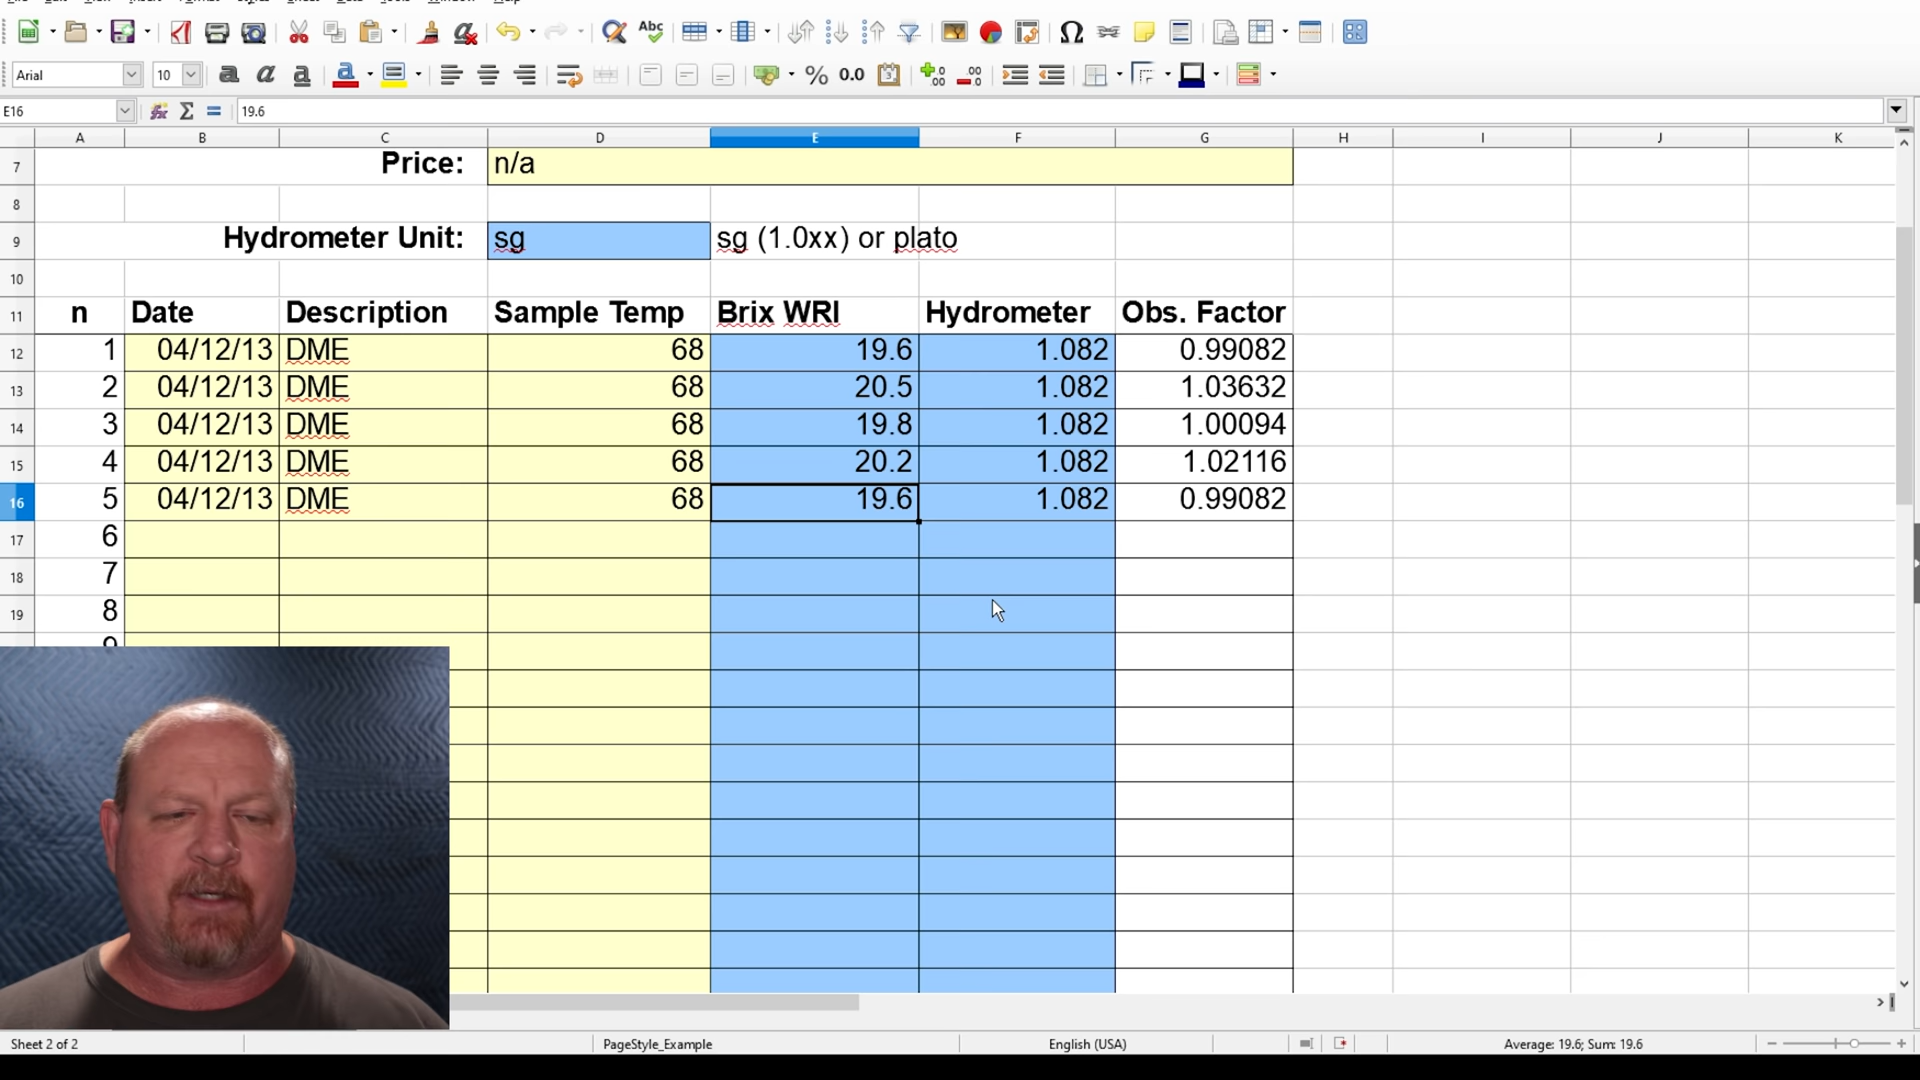 Arial 10
E16 19.6
A B C D E F G H I J K
7 Price: n/a
8
9 Hydrometer Unit: sg sg (1.0xx) or plato
10
11 n Date Description Sample Temp Brix WRI Hydrometer Obs. Factor
12 1 04/12/13 DME 68 19.6 1.082 0.99082
13 2 04/12/13 DME 68 20.5 1.082 1.03632
14 3 04/12/13 DME 68 19.8 1.082 1.00094
15 4 04/12/13 DME 68 20.2 1.082 1.02116
16 5 04/12/13 DME 68 19.6 1.082 0.99082
17 6
18 7
19 8
Sheet 2 of 2 PageStyle_Example English (USA) Average: 19.6; Sum: 19.6